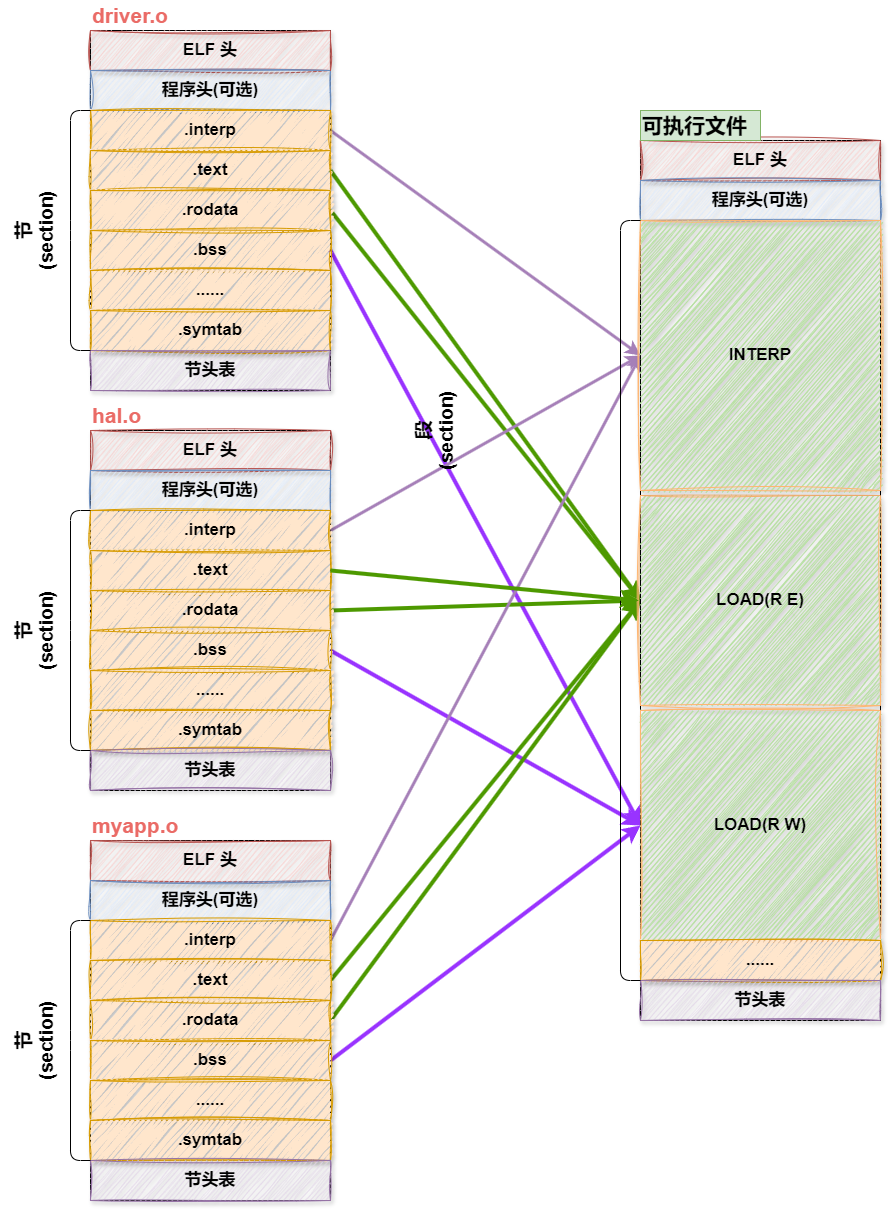 driver.o
ELF 头
程序头(可选)
.interp
.text
.rodata
.bss
......
.symtab
节头表
节
(section)
hal.o
ELF 头
程序头(可选)
.interp
.text
.rodata
.bss
......
.symtab
节头表
节
(section)
myapp.o
ELF 头
程序头(可选)
.interp
.text
.rodata
.bss
......
.symtab
节头表
节
(section)
段
(section)
可执行文件
ELF 头
程序头(可选)
INTERP
LOAD(R E)
LOAD(R W)
......
节头表